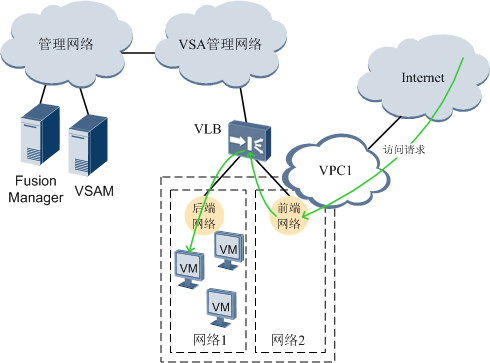 管理网络
VSA管理网络
Internet
VLB
访问请求
VPC1
Fusion
Manager
VSAM
后端
网络
前端
网络
VM
VM
VM
网络1
网络2